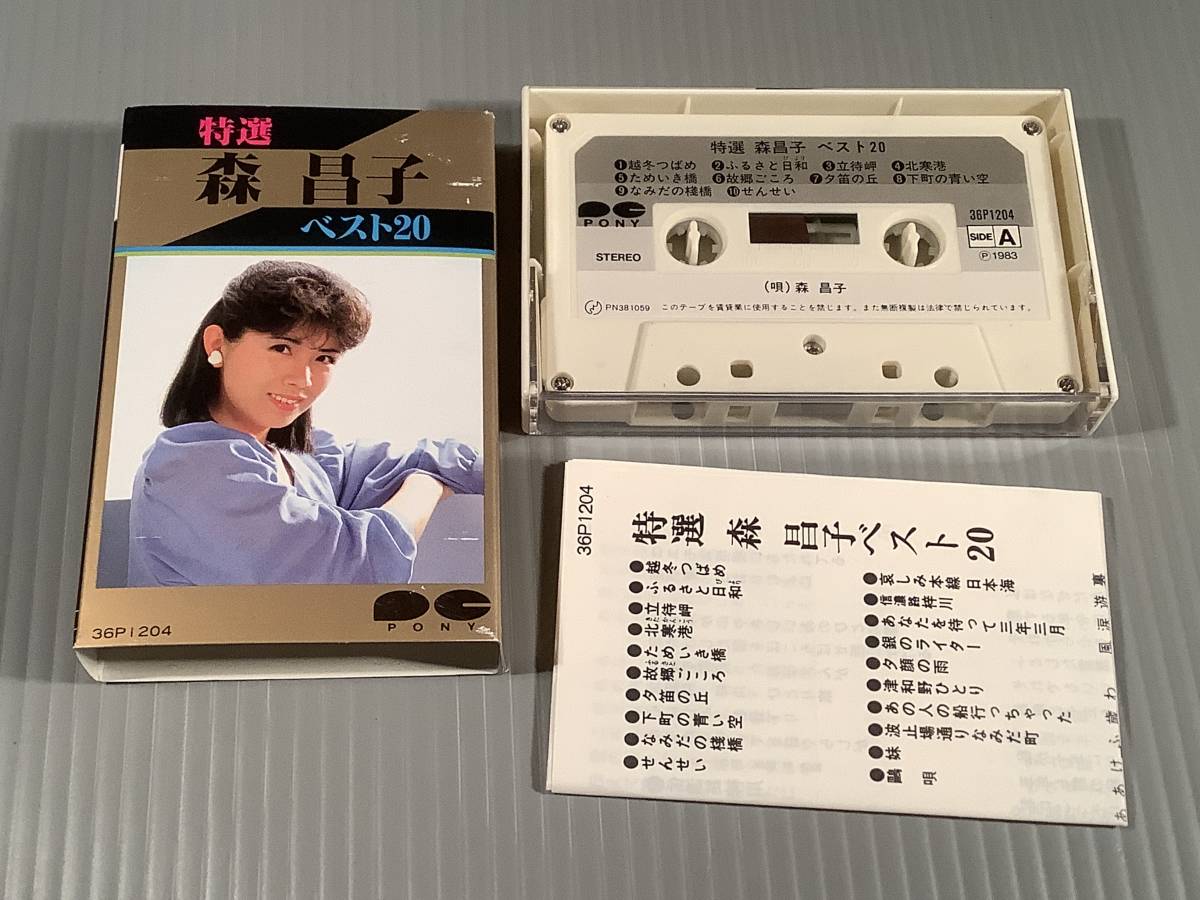 特選
森 昌子
ベスト20
36P1204
PONY
特選 森昌子 ベスト20
❶越冬つばめ ❷ふるさと日和 ❸立待岬 ❹北寒港
❺ためいき橋 ❻故郷ごころ ❼夕笛の丘 ❽下町の青い空
❾なみだの棧橋 ❿せんせい
PONY
36P1204
STEREO
SIDE A
Ⓟ1983
(唄)森 昌子
PN381059 このテープを賃貸業に使用することを禁じます。また無断複製は法律で禁じられています。
36P1204
特選 森 昌子ベスト20
●越冬つばめ
●ふるさと日和
●立待岬
●北寒港
●ためいき橋
●故郷ごころ
●夕笛の丘
●下町の青い空
●なみだの棧橋
●せんせい
●哀しみ本線 日本海
●信濃路梓川
●あなたを待って三年三月
●銀のライター
●夕顔の雨
●津和野ひとり
●あの人の船行っちゃった
●波止場通りなみだ町
●妹
●鷗 唄